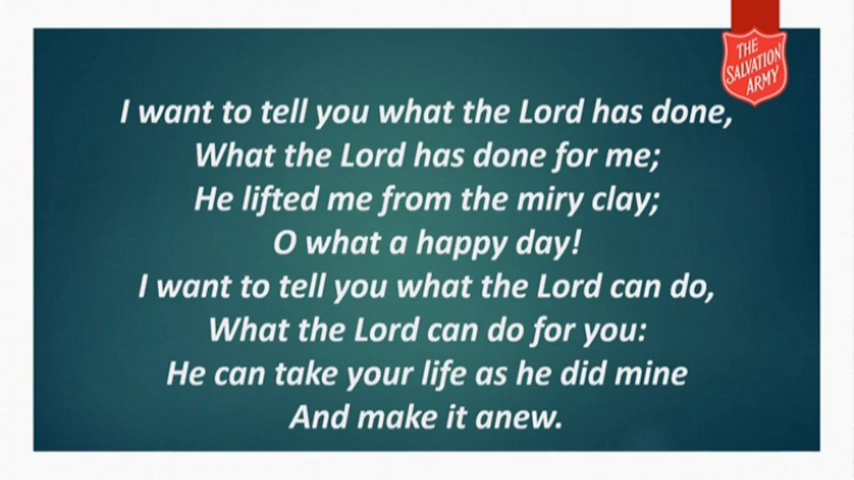 THE
SALVATION
ARMY
I want to tell you what the Lord has done,
What the Lord has done for me;
He lifted me from the miry clay;
O what a happy day!
I want to tell you what the Lord can do,
What the Lord can do for you:
He can take your life as he did mine
And make it anew.